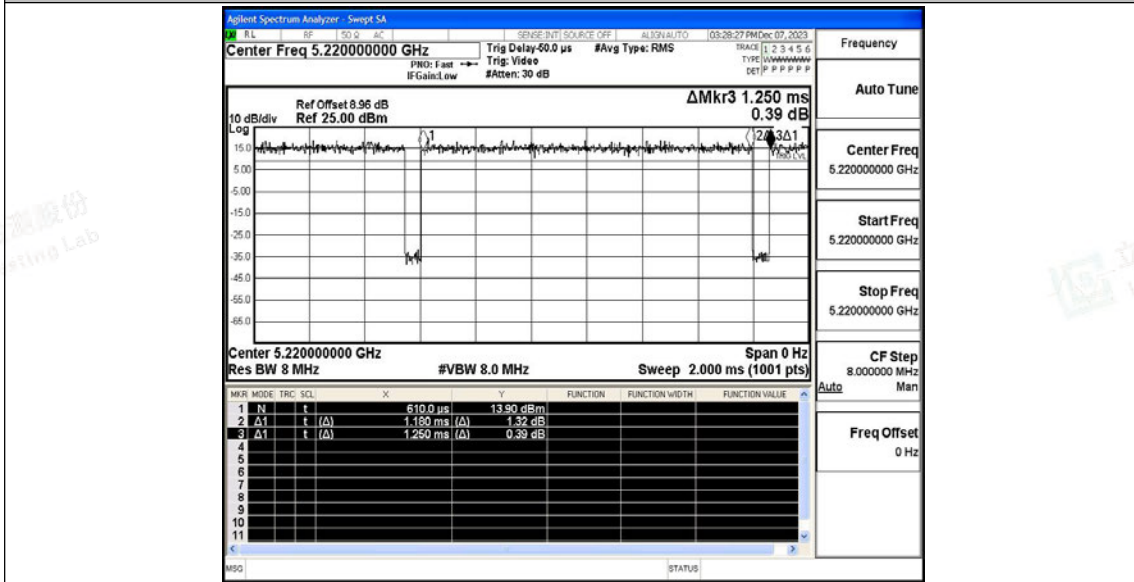 Agilent Spectrum Analyzer - Swept SA
RL RF 50 Ω AC SENSE:INT SOURCE OFF ALIGNAUTO 03:28:27 PM Dec 07, 2023
Center Freq 5.220000000 GHz
PNO: Fast
IFGain:Low
Trig Delay-50.0 µs
Trig: Video
#Atten: 30 dB
#Avg Type: RMS
TRACE 1 2 3 4 5 6
TYPE WWWWWW
DET P P P P P P
ΔMkr3 1.250 ms
0.39 dB
Ref Offset 8.96 dB
10 dB/div Ref 25.00 dBm
Log
15.0
5.00
-5.00
-15.0
-25.0
-35.0
-45.0
-55.0
-65.0
1
2Δ1
3Δ1
TRIG LVL
Center 5.220000000 GHz Span 0 Hz
Res BW 8 MHz #VBW 8.0 MHz Sweep 2.000 ms (1001 pts)
MKR MODE TRC SCL X Y FUNCTION FUNCTION WIDTH FUNCTION VALUE
1 N t 610.0 µs 13.90 dBm
2 Δ1 t (Δ) 1.180 ms (Δ) 1.32 dB
3 Δ1 t (Δ) 1.250 ms (Δ) 0.39 dB
4
5
6
7
8
9
10
11
MSG STATUS
Frequency
Auto Tune
Center Freq
5.220000000 GHz
Start Freq
5.220000000 GHz
Stop Freq
5.220000000 GHz
CF Step
8.000000 MHz
Auto Man
Freq Offset
0 Hz
股份
Lab